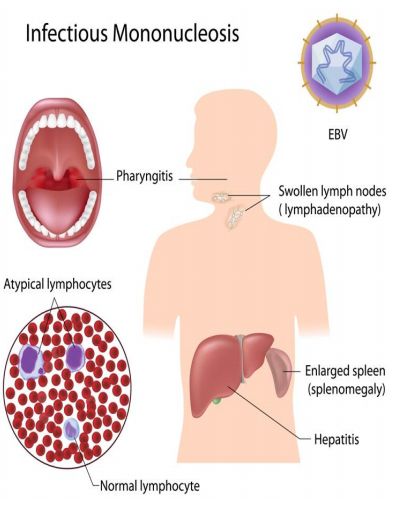 Infectious Mononucleosis
EBV
Pharyngitis
Swollen lymph nodes
( lymphadenopathy)
Atypical lymphocytes
Enlarged spleen
(splenomegaly)
Hepatitis
Normal lymphocyte